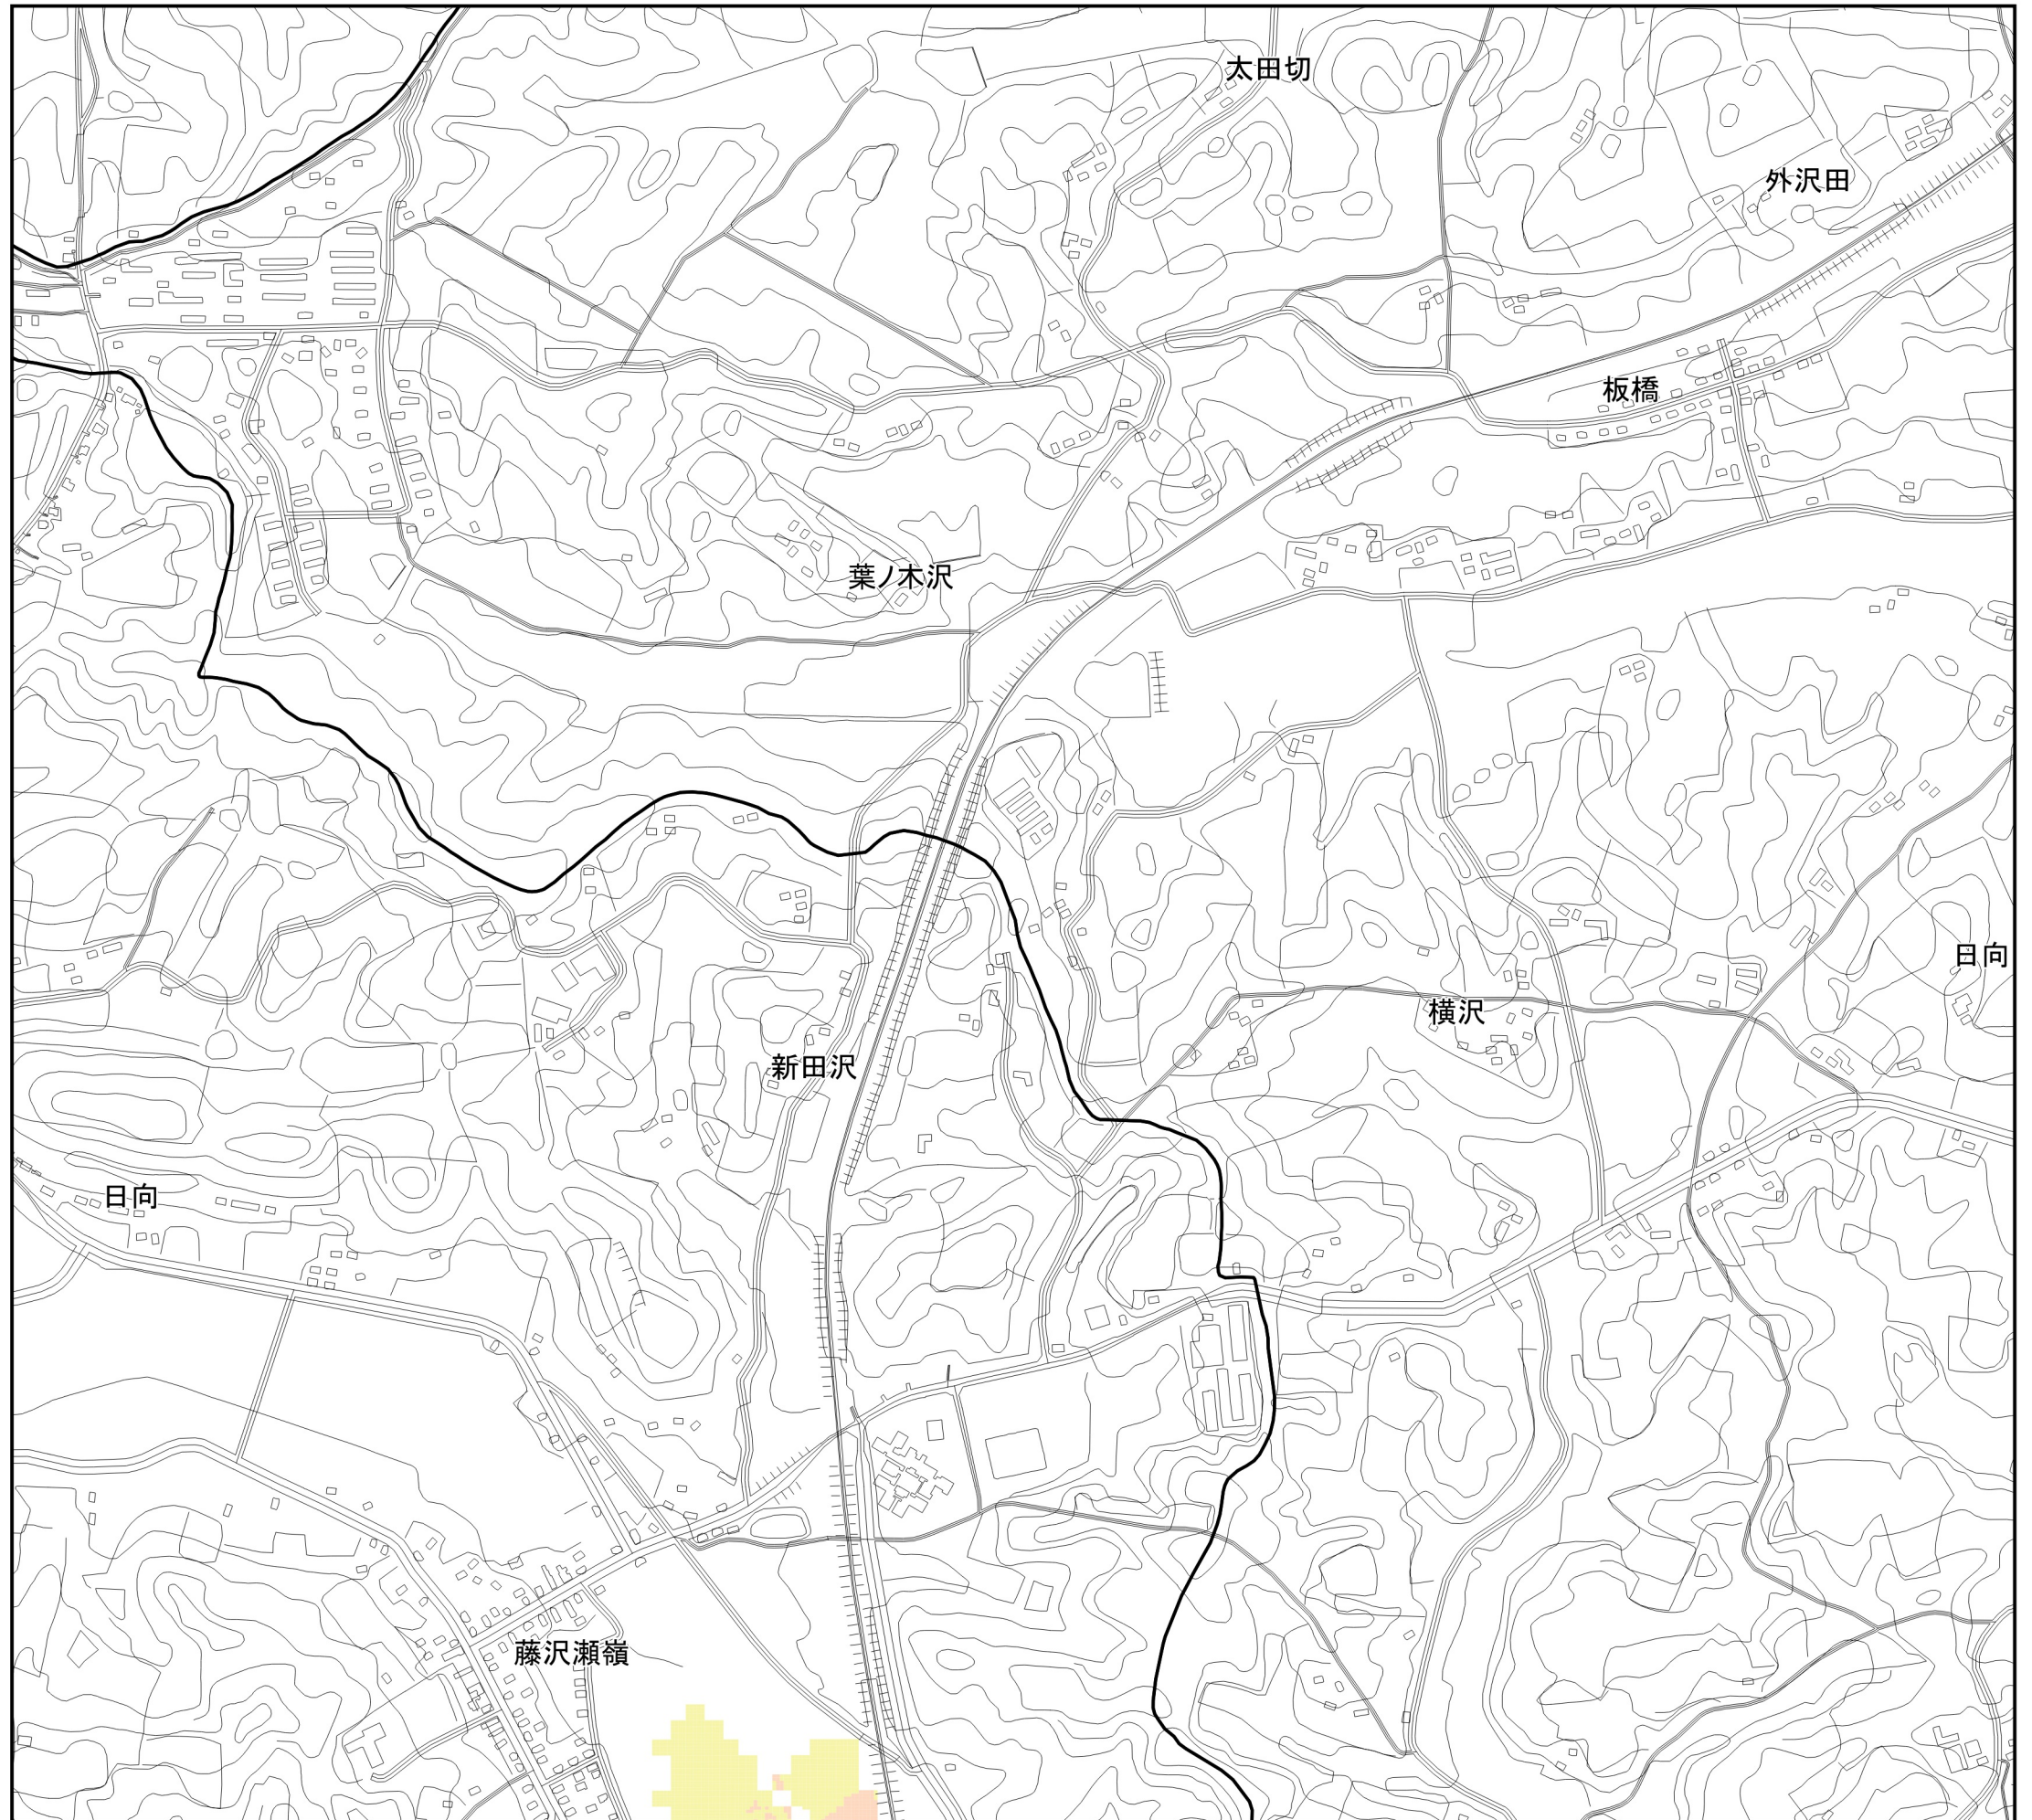 太田切
外沢田
板橋
葉ノ木沢
日向
横沢
新田沢
日向
藤沢瀬嶺